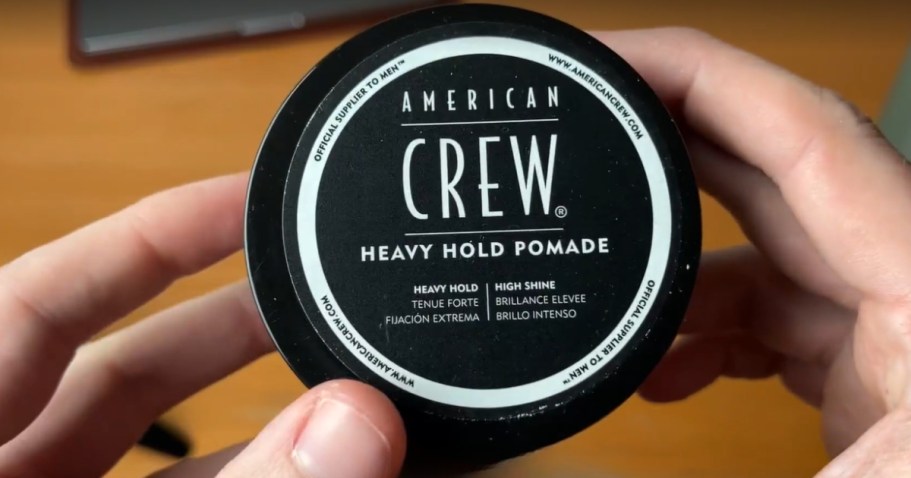 OFFICIAL SUPPLIER TO MEN™
WWW.AMERICANCREW.COM
AMERICAN
CREW®
HEAVY HOLD POMADE
HEAVY HOLD | HIGH SHINE
TENUE FORTE | BRILLANCE ELEVEE
FIJACIÓN EXTREMA | BRILLO INTENSO
WWW.AMERICANCREW.COM
OFFICIAL SUPPLIER TO MEN™